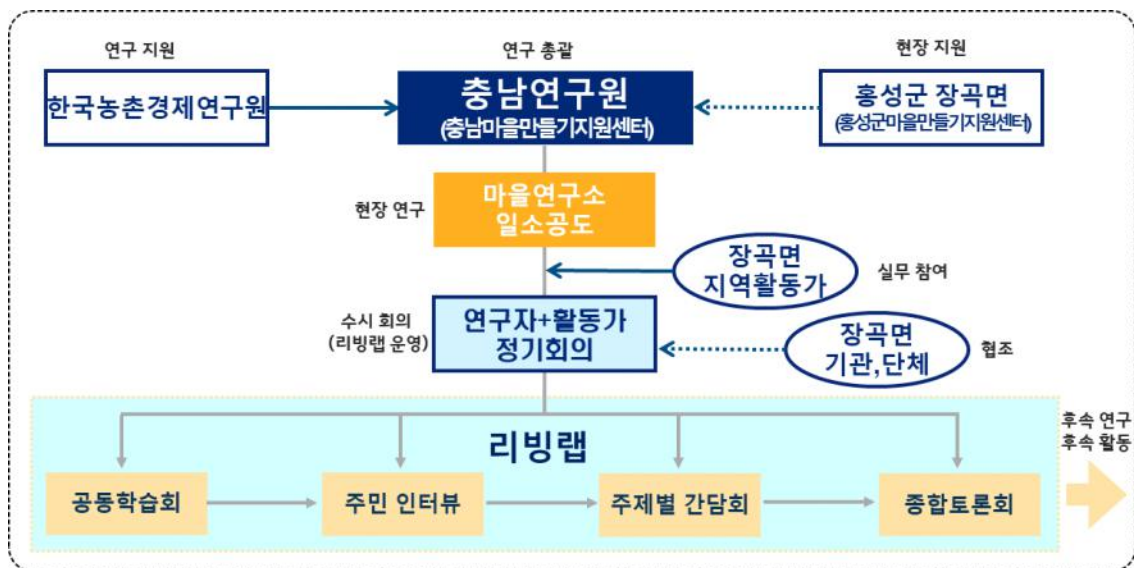 연구 지원
연구 총괄
현장 지원
한국농촌경제연구원
충남연구원
(충남마을만들기지원센터)
홍성군 장곡면
(홍성군마을만들기지원센터)
현장 연구
마을연구소
일소공도
장곡면
지역활동가
실무 참여
수시 회의
(리빙랩 운영)
연구자+활동가
정기회의
장곡면
기관,단체
협조
리빙랩
후속 연구
후속 활동
공동학습회
주민 인터뷰
주제별 간담회
종합토론회